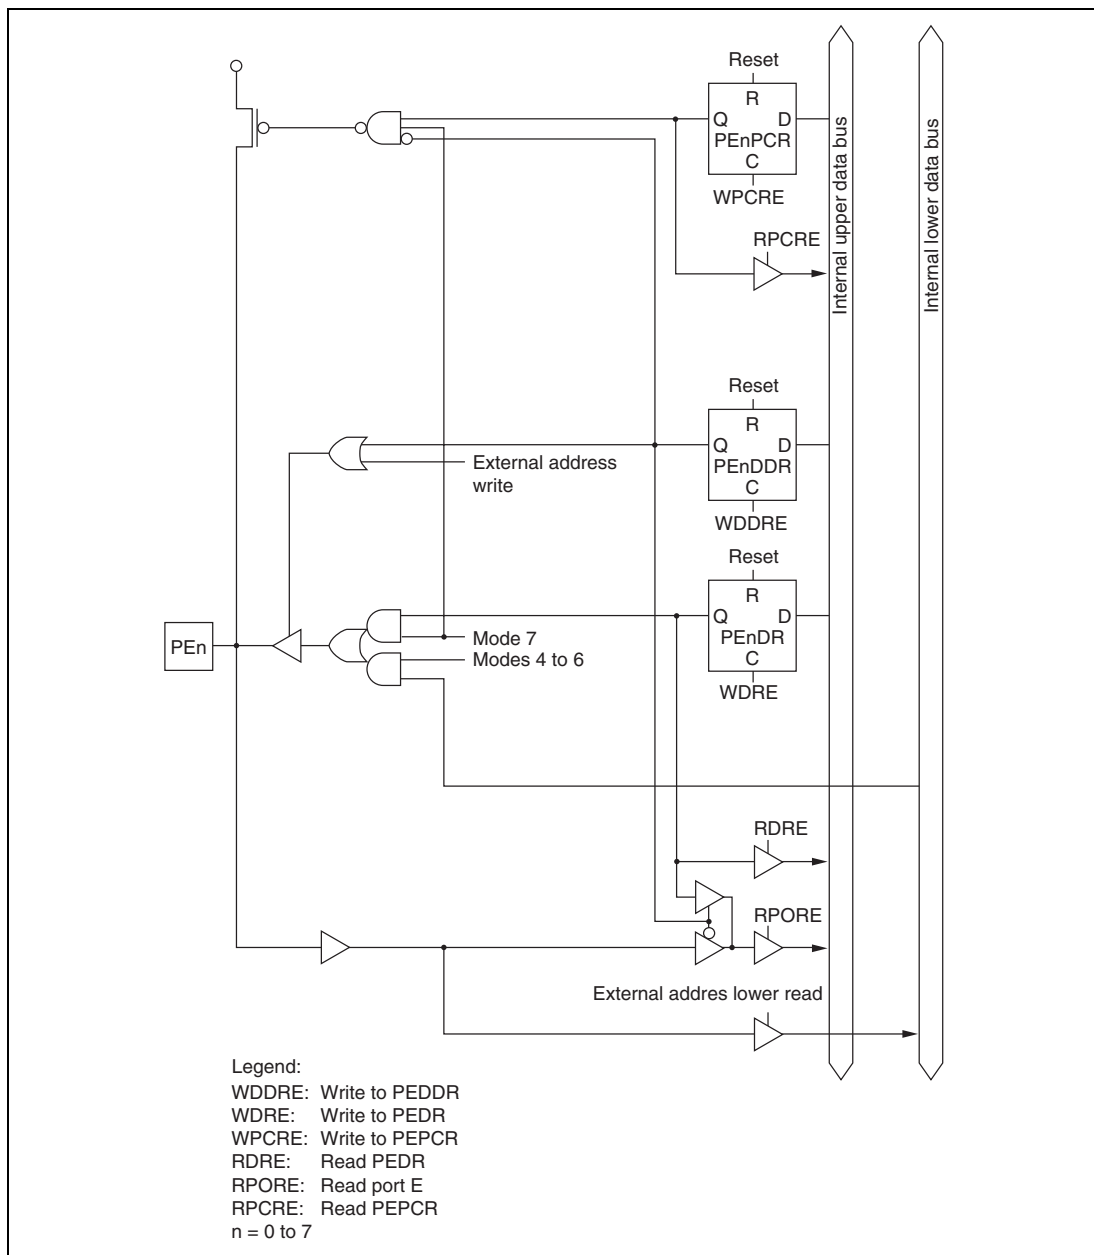 Reset
R
Q D
PEnPCR
C
WPCRE
RPCRE
Internal upper data bus
Internal lower data bus
Reset
R
Q D
PEnDDR
C
WDDRE
External address
write
Reset
R
Q D
PEnDR
C
WDRE
PEn
Mode 7
Modes 4 to 6
RDRE
RPORE
External addres lower read
Legend:
WDDRE: Write to PEDDR
WDRE: Write to PEDR
WPCRE: Write to PEPCR
RDRE: Read PEDR
RPORE: Read port E
RPCRE: Read PEPCR
n = 0 to 7